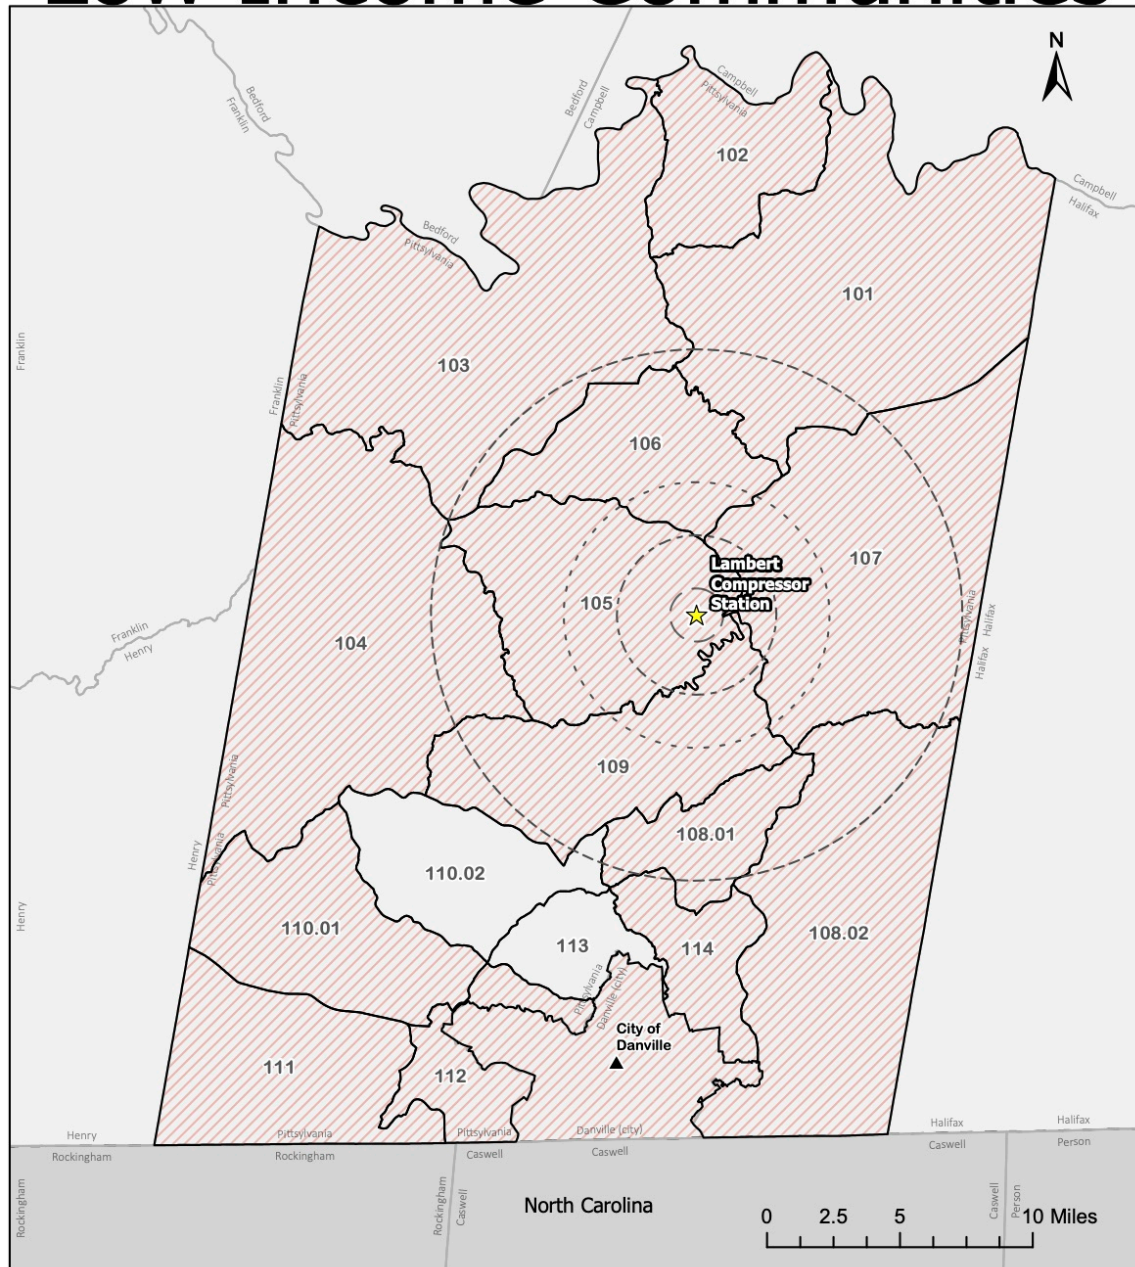 Low Income Communities
N
Bedford
Franklin
Bedford
Campbell
Campbell
Pittsylvania
102
Campbell
Halifax
Bedford
Pittsylvania
101
Franklin
103
Franklin
Pittsylvania
106
107
Lambert
Compressor
Station
105
Franklin
Henry
104
Pittsylvania
Halifax
Halifax
109
Pittsylvania
108.01
Henry
Pittsylvania
110.02
Henry
110.01
113
114
108.02
Pittsylvania
Danville (city)
City of
Danville
111
112
Henry
Pittsylvania
Pittsylvania
Danville (city)
Halifax
Halifax
Rockingham
Rockingham
Caswell
Caswell
Caswell
Person
Rockingham
Rockingham
Caswell
North Carolina
Caswell
Person
0 2.5 5 10 Miles